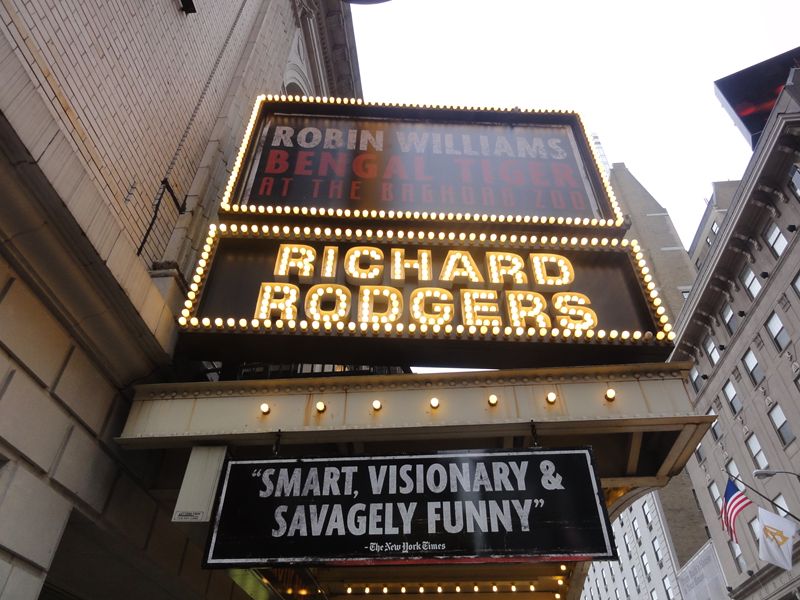 ROBIN WILLIAMS
BENGAL TIGER
AT THE BAGHDAD ZOO
RICHARD
RODGERS
"SMART, VISIONARY &
SAVAGELY FUNNY"
-The New York Times